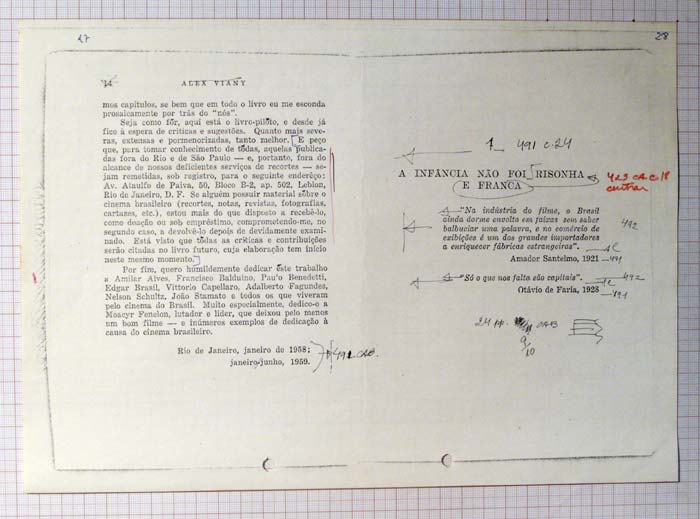 27
28
14
ALEX VIANY
mos capítulos, se bem que em todo o livro eu me esconda
prosaicamente por trás do "nós".
Seja como fôr, aqui está o livro-pilôto, e desde já
fico à espera de críticas e sugestões. Quanto mais seve-
ras, extensas e pormenorizadas, tanto melhor. E peço
que, para tomar conhecimento de tôdas, aquelas publica-
das fora do Rio e de São Paulo — e, portanto, fora do
alcance de nossos deficientes serviços de recortes — se-
jam remetidas, sob registro, para o seguinte enderêço:
Av. Ataulfo de Paiva, 50, Bloco B-2, ap. 502, Leblon,
Rio de Janeiro, D. F. Se alguém possuir material sôbre o
cinema brasileiro (recortes, notas, revistas, fotografias,
cartazes, etc.), estou mais do que disposto a recebê-lo,
como doação ou sob empréstimo, comprometendo-me, no
segundo caso, a devolvê-lo depois de devidamente exami-
nado. Está visto que tôdas as críticas e contribuições
serão citadas no livro futuro, cuja elaboração tem início
neste mesmo momento.
Por fim, quero humildemente dedicar êste trabalho
a Amilar Alves, Francisco Balduino, Pau'o Benedetti,
Edgar Brasil, Vittorio Capellaro, Adalberto Fagundes,
Nelson Schultz, João Stamato e todos os que viveram
pelo cinema do Brasil. Muito especialmente, dedico-o a
Moacyr Fenelon, lutador e líder, que deixou pelo menos
um bom filme — e inúmeros exemplos de dedicação à
causa do cinema brasileiro.
Rio de Janeiro, janeiro de 1958;
janeiro-junho, 1959.
491 c24
A INFÂNCIA NÃO FOI RISONHA
E FRANCA
"Na indústria do filme, o Brasil
ainda dorme envolto em faixas sem saber
balbuciar uma palavra, e no comércio de
exibições é um dos grandes importadores
a enriquecer fábricas estrangeiras".
492
Amador Santelmo, 1921
491
"Só o que nos falta são capitais".
492
Otávio de Faria, 1928
491